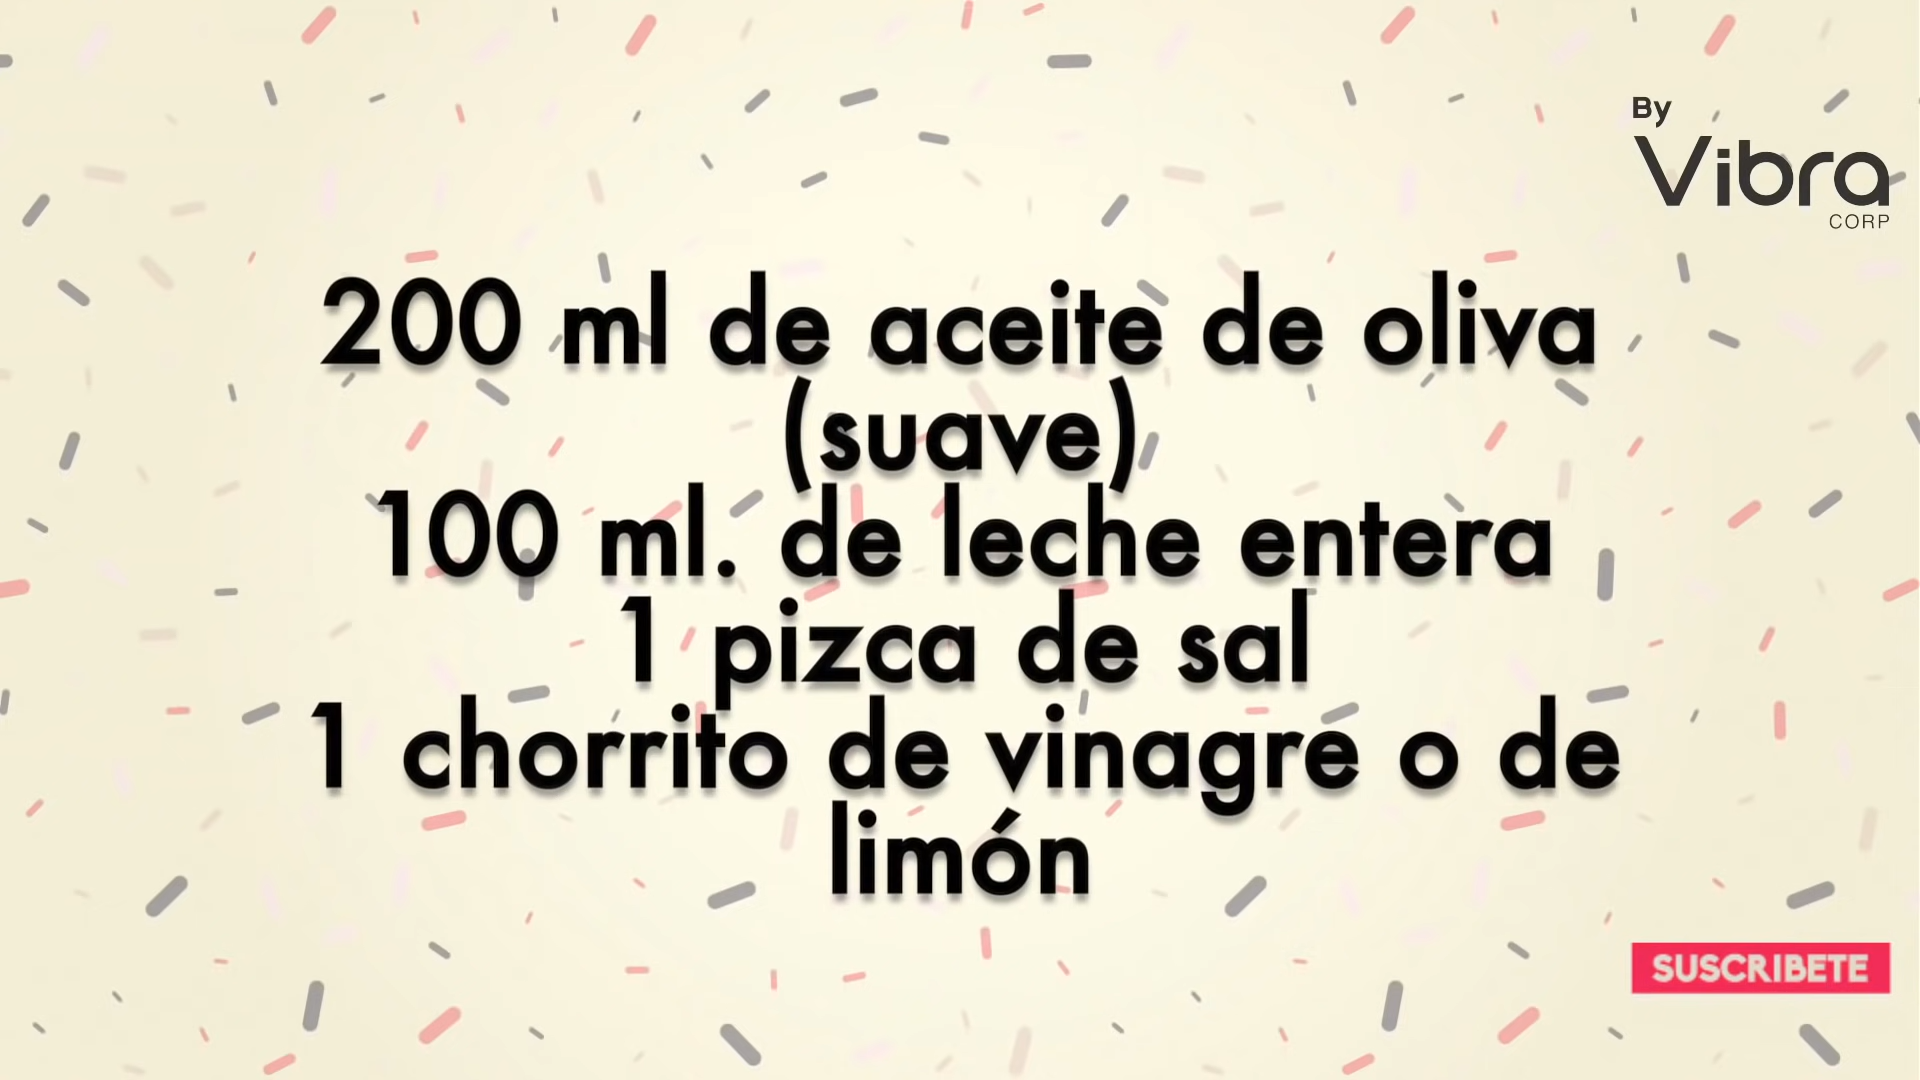 By
Vibra
CORP
200 ml de aceite de oliva
(suave)
100 ml. de leche entera
1 pizca de sal
1 chorrito de vinagre o de
limón
SUSCRIBETE